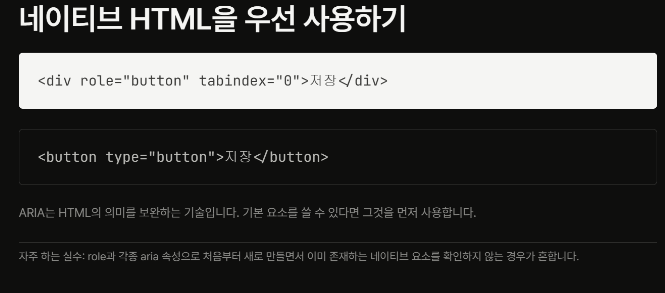 네이티브 HTML을 우선 사용하기
<div role="button" tabindex="0">저장</div>
<button type="button">지장</button>
ARIA는 HTML의 의미를 보완하는 기술입니다. 기본 요소를 쓸 수 있다면 그것을 먼저 사용합니다.
자주 하는 실수: role과 각종 aria 속성으로 처음부터 새로 만들면서 이미 존재하는 네이티브 요소를 확인하지 않는 경우가 흔합니다.